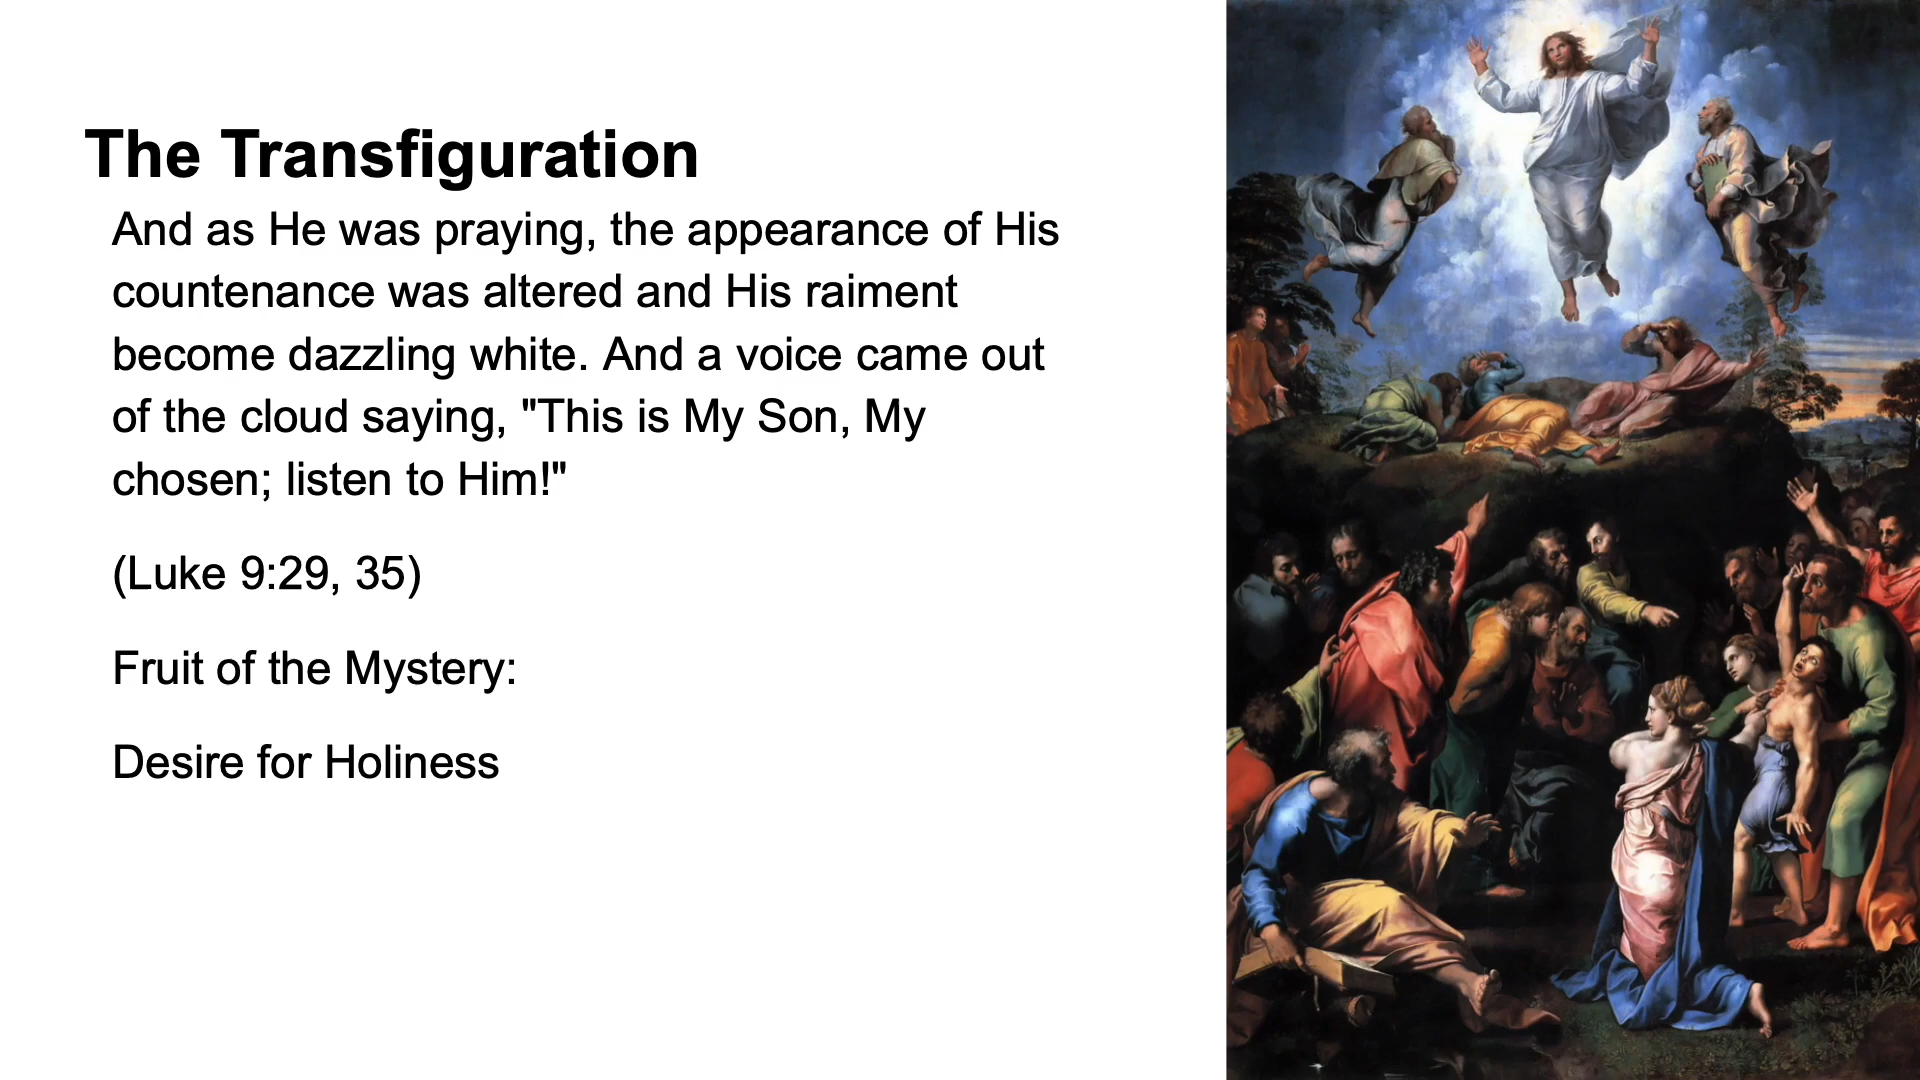 The Transfiguration
And as He was praying, the appearance of His
countenance was altered and His raiment
become dazzling white. And a voice came out
of the cloud saying, "This is My Son, My
chosen; listen to Him!"
(Luke 9:29, 35)
Fruit of the Mystery:
Desire for Holiness